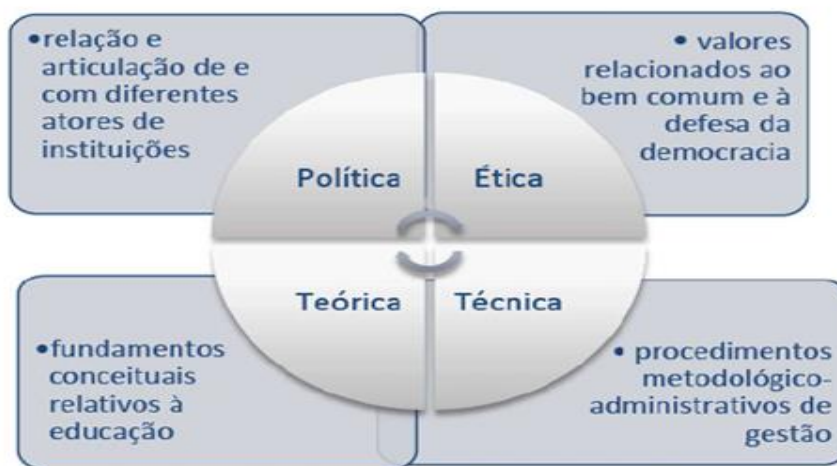 •relação e
articulação de e
com diferentes
atores de
instituições
• valores
relacionados ao
bem comum e à
defesa da
democracia
Política
Ética
Teórica
Técnica
•fundamentos
conceituais
relativos à
educação
• procedimentos
metodológico-
administrativos de
gestão